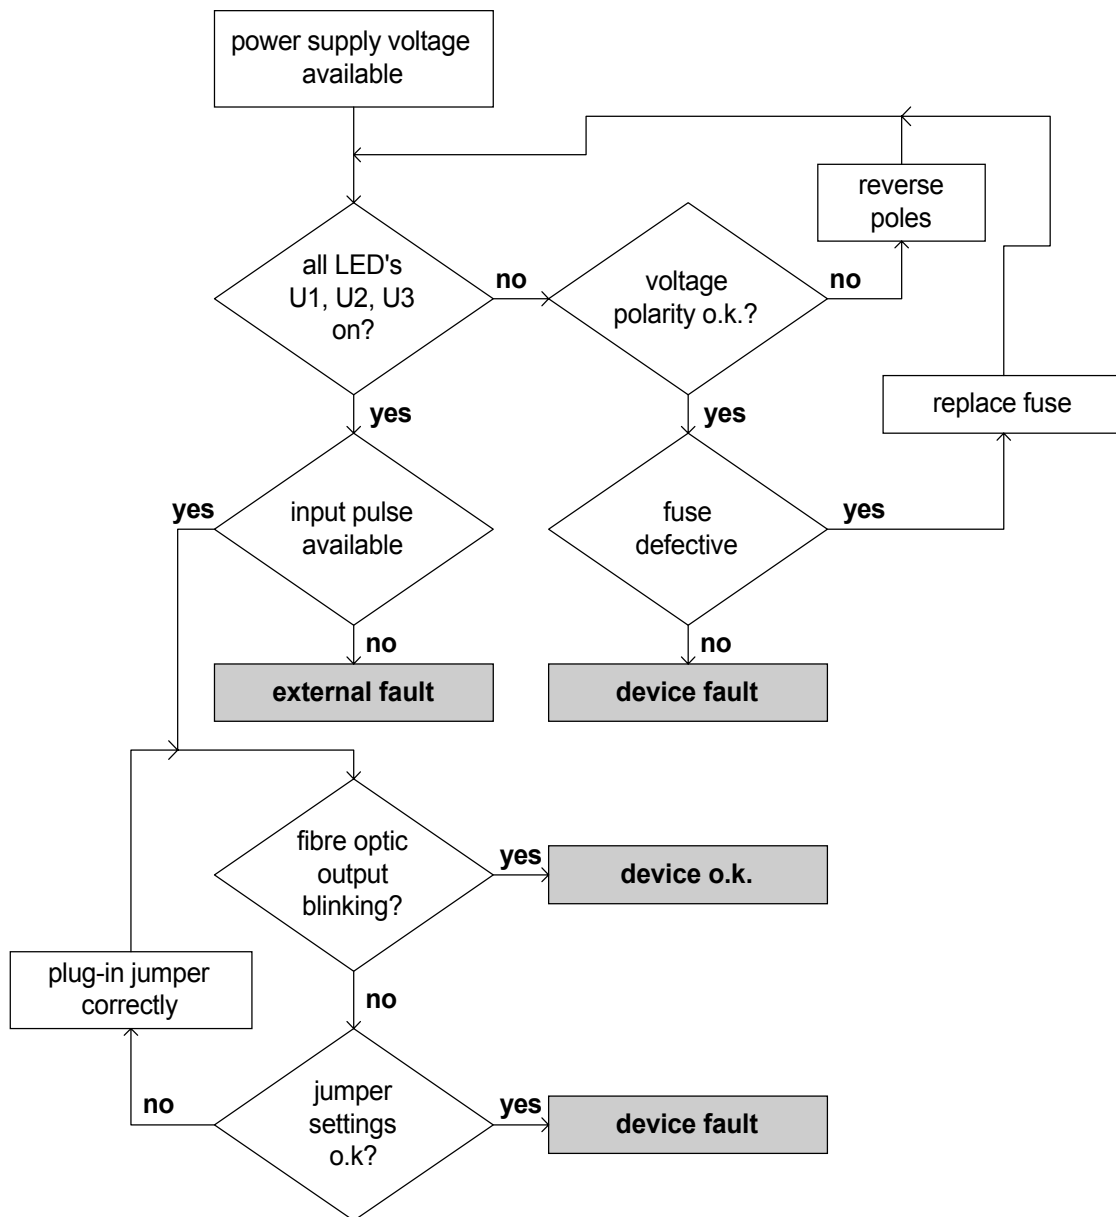 power supply voltage
available
reverse
poles
all LED's
U1, U2, U3
on?
no
voltage
polarity o.k.?
no
yes
yes
replace fuse
yes
input pulse
available
fuse
defective
yes
no
no
external fault
device fault
fibre optic
output
blinking?
yes
device o.k.
plug-in jumper
correctly
no
no
jumper
settings
o.k?
yes
device fault